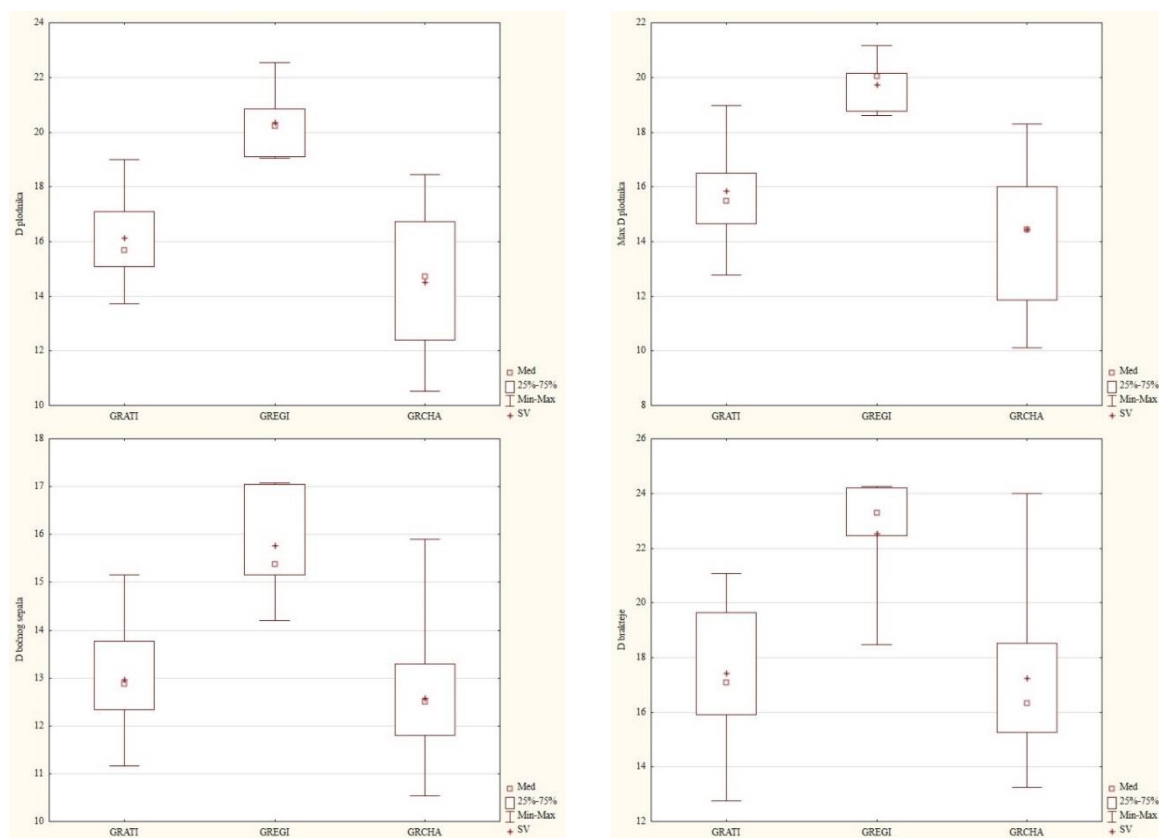 24
22
20
18
16
14
12
10
D plodnika
GRATI GREGI GRCHA
Med
25%-75%
Min-Max
SV
22
20
18
16
14
12
10
8
Max D plodnika
GRATI GREGI GRCHA
Med
25%-75%
Min-Max
SV
18
17
16
15
14
13
12
11
10
D bočnog sepala
GRATI GREGI GRCHA
Med
25%-75%
Min-Max
SV
26
24
22
20
18
16
14
12
D brakteje
GRATI GREGI GRCHA
Med
25%-75%
Min-Max
SV